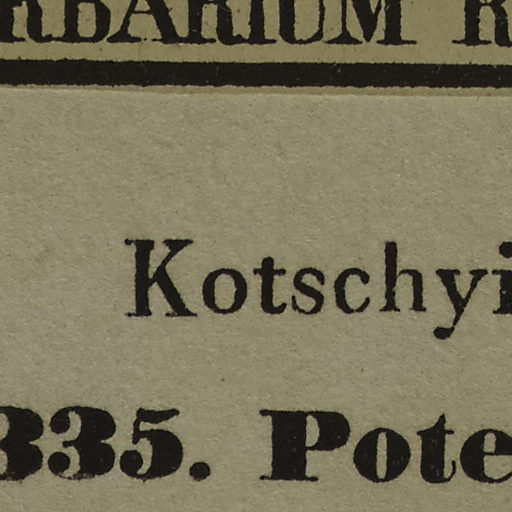 RBARIUM R
Kotschyi
335. Pote